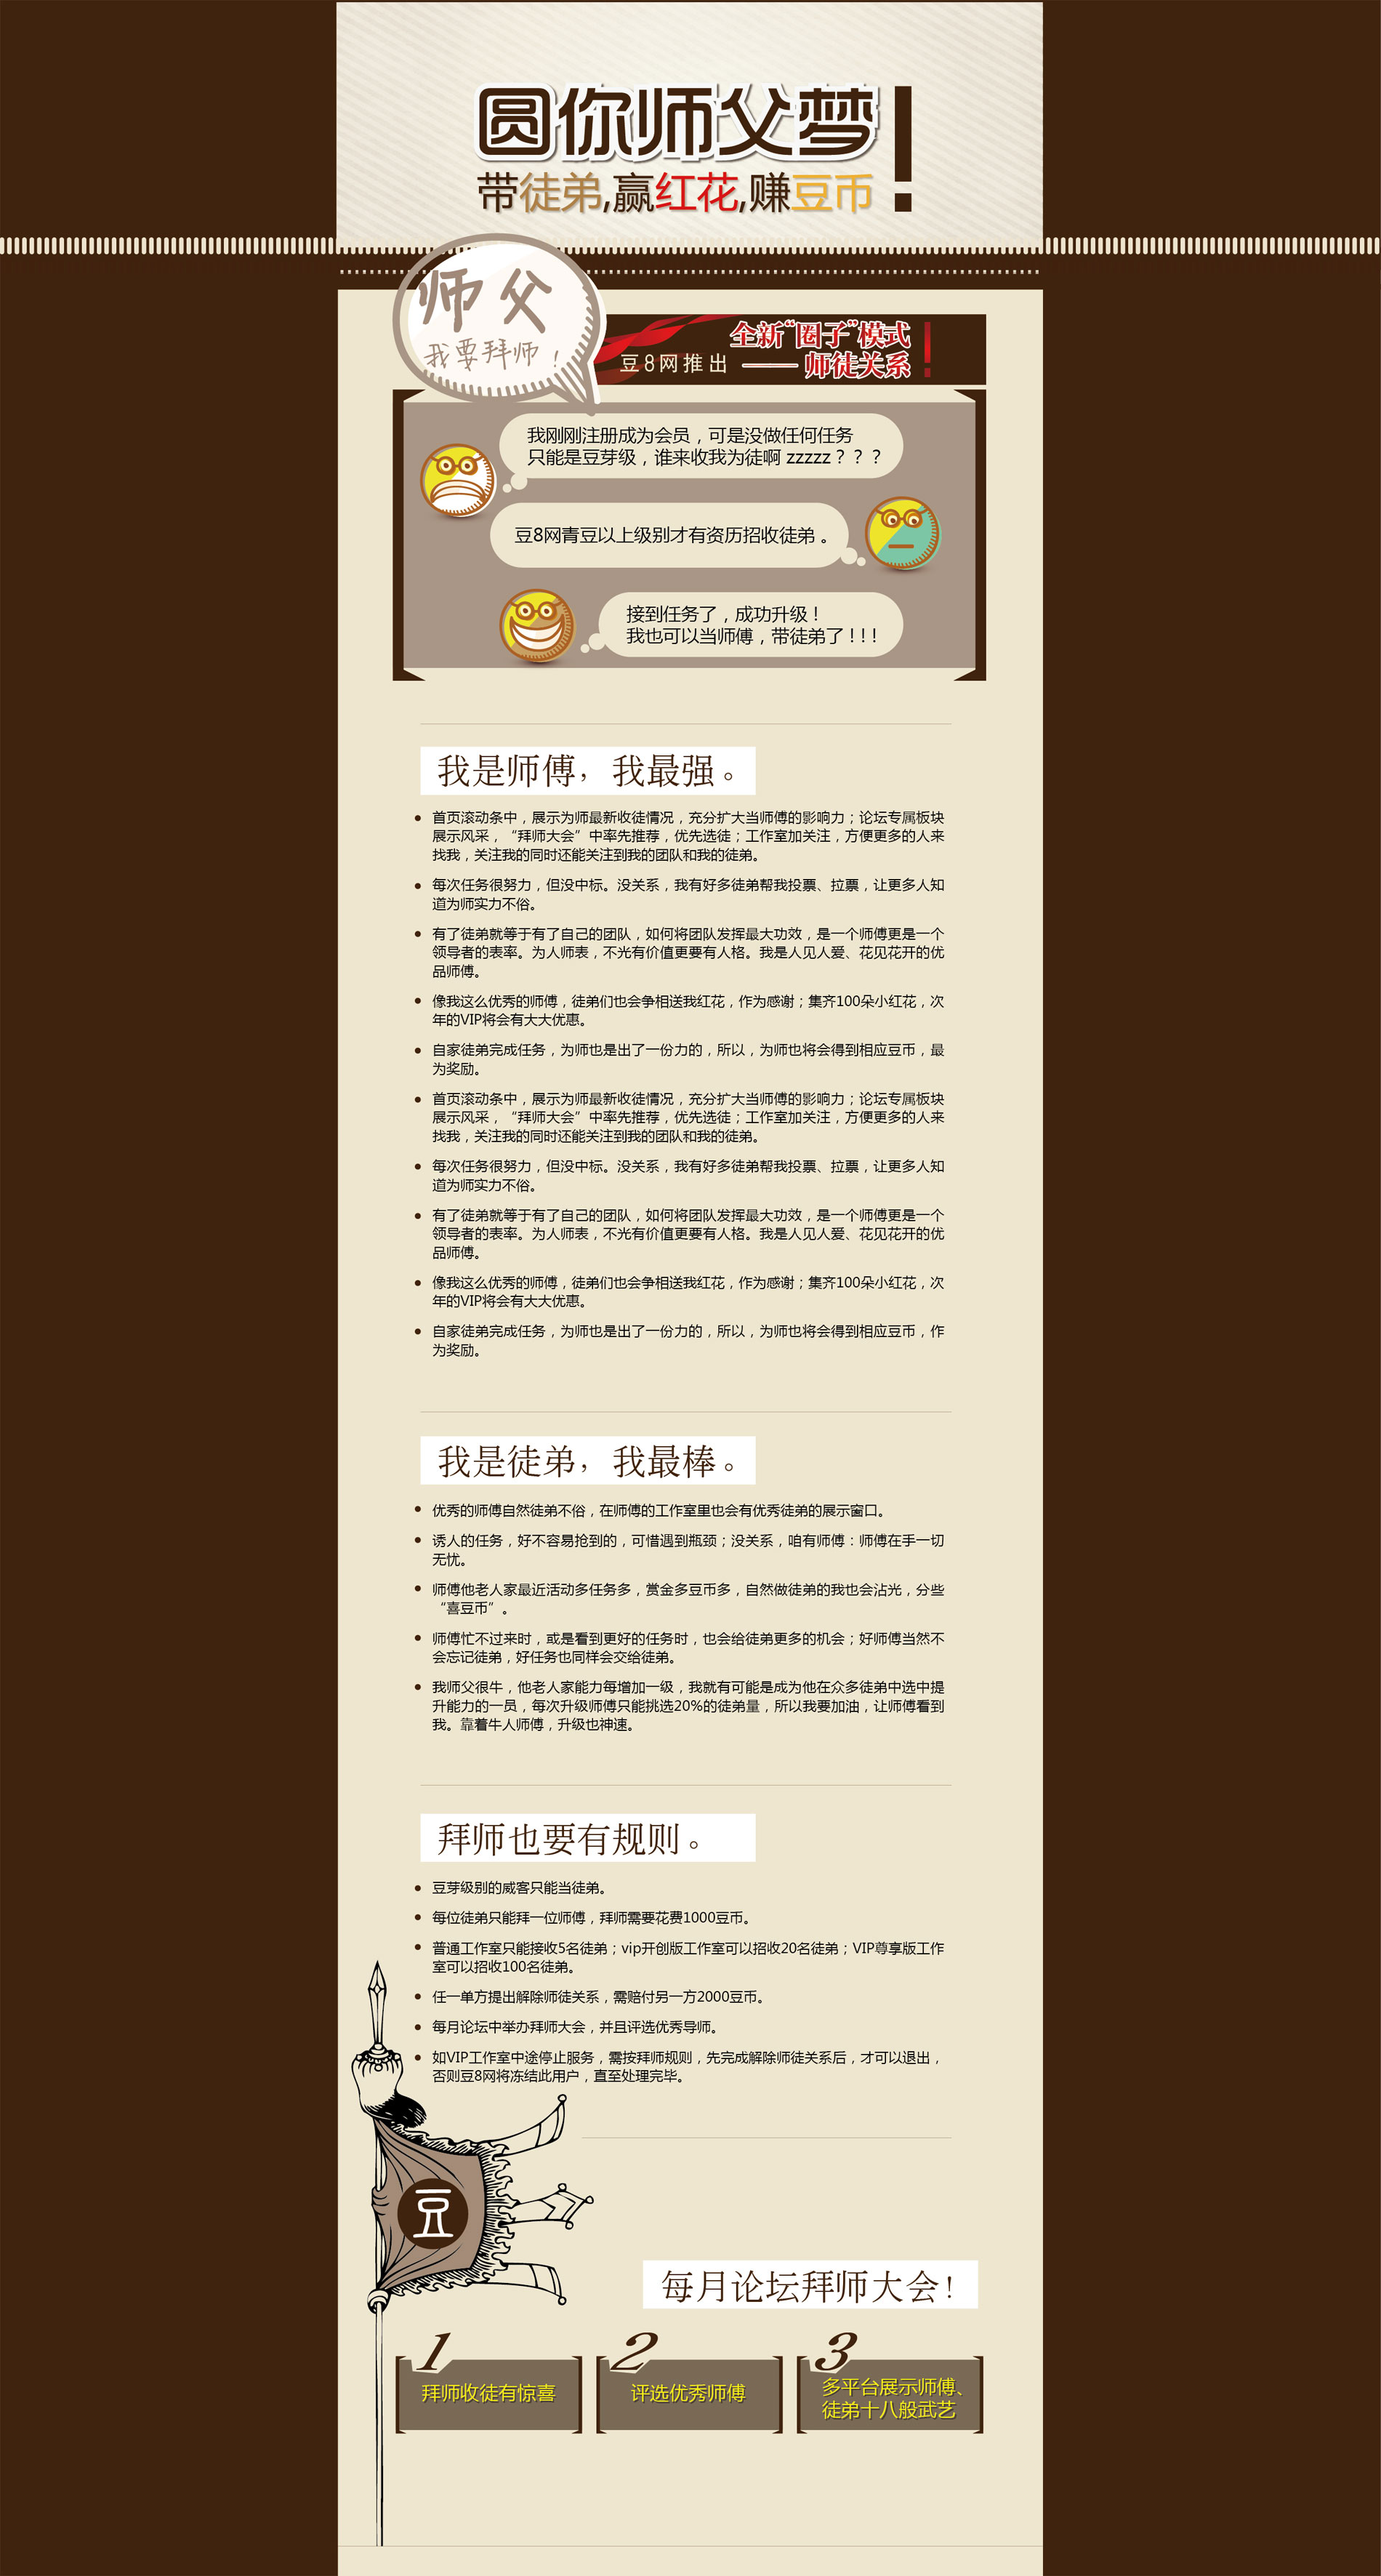 圆你师父梦!
带徒弟,赢红花,赚豆币
师父
我要拜师!
全新“圈子”模式
豆8网推出——师徒关系!
我刚刚注册成为会员，可是没做任何任务
只能是豆芽级，谁来收我为徒啊 zzzzz？？？
豆8网青豆以上级别才有资历招收徒弟。
接到任务了，成功升级！
我也可以当师傅，带徒弟了！！！
我是师傅，我最强。
首页滚动条中，展示为师最新收徒情况，充分扩大当师傅的影响力；论坛专属板块
展示风采，“拜师大会”中率先推荐，优先选徒；工作室加关注，方便更多的人来
找我，关注我的同时还能关注到我的团队和我的徒弟。
每次任务很努力，但没中标。没关系，我有好多徒弟帮我投票、拉票，让更多人知
道为师实力不俗。
有了徒弟就等于有了自己的团队，如何将团队发挥最大功效，是一个师傅更是一个
领导者的表率。为人师表，不光有价值更要有人格。我是人见人爱、花见花开的优
品师傅。
像我这么优秀的师傅，徒弟们也会争相送我红花，作为感谢；集齐100朵小红花，次
年的VIP将会有大大优惠。
自家徒弟完成任务，为师也是出了一份力的，所以，为师也将会得到相应豆币，最
为奖励。
首页滚动条中，展示为师最新收徒情况，充分扩大当师傅的影响力；论坛专属板块
展示风采，“拜师大会”中率先推荐，优先选徒；工作室加关注，方便更多的人来
找我，关注我的同时还能关注到我的团队和我的徒弟。
每次任务很努力，但没中标。没关系，我有好多徒弟帮我投票、拉票，让更多人知
道为师实力不俗。
有了徒弟就等于有了自己的团队，如何将团队发挥最大功效，是一个师傅更是一个
领导者的表率。为人师表，不光有价值更要有人格。我是人见人爱、花见花开的优
品师傅。
像我这么优秀的师傅，徒弟们也会争相送我红花，作为感谢；集齐100朵小红花，次
年的VIP将会有大大优惠。
自家徒弟完成任务，为师也是出了一份力的，所以，为师也将会得到相应豆币，作
为奖励。
我是徒弟，我最棒。
优秀的师傅自然徒弟不俗，在师傅的工作室里也会有优秀徒弟的展示窗口。
诱人的任务，好不容易抢到的，可惜遇到瓶颈；没关系，咱有师傅：师傅在手一切
无忧。
师傅他老人家最近活动多任务多，赏金多豆币多，自然做徒弟的我也会沾光，分些
“喜豆币”。
师傅忙不过来时，或是看到更好的任务时，也会给徒弟更多的机会；好师傅当然不
会忘记徒弟，好任务也同样会交给徒弟。
我师父很牛，他老人家能力每增加一级，我就有可能是成为他在众多徒弟中选中提
升能力的一员，每次升级师傅只能挑选20%的徒弟量，所以我要加油，让师傅看到
我。靠着牛人师傅，升级也神速。
拜师也要有规则。
豆芽级别的威客只能当徒弟。
每位徒弟只能拜一位师傅，拜师需要花费1000豆币。
普通工作室只能接收5名徒弟；vip开创版工作室可以招收20名徒弟；VIP尊享版工作
室可以招收100名徒弟。
任一单方提出解除师徒关系，需赔付另一方2000豆币。
每月论坛中举办拜师大会，并且评选优秀导师。
如VIP工作室中途停止服务，需按拜师规则，先完成解除师徒关系后，才可以退出，
否则豆8网将冻结此用户，直至处理完毕。
豆
每月论坛拜师大会！
1
拜师收徒有惊喜
2
评选优秀师傅
3
多平台展示师傅、
徒弟十八般武艺